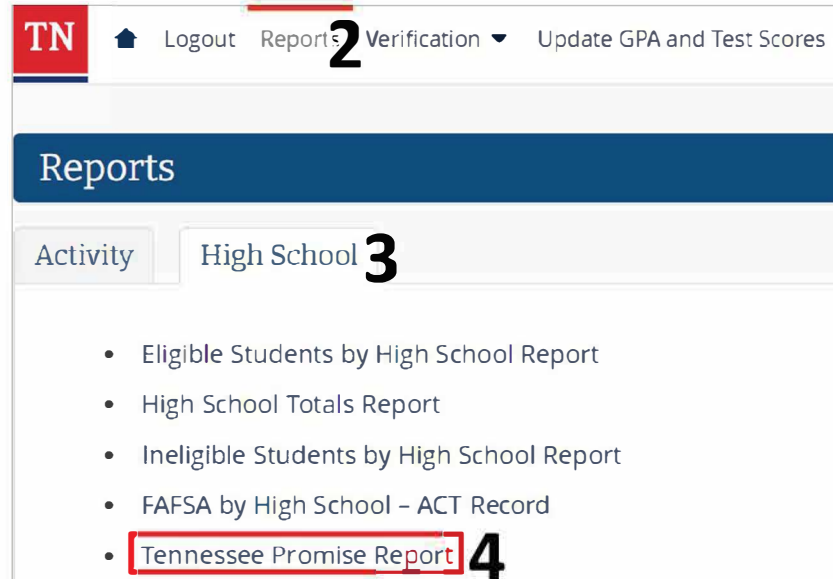 TN Logout Reports 2 Verification Update GPA and Test Scores
Reports
Activity High School 3
• Eligible Students by High School Report
• High School Totals Report
• Ineligible Students by High School Report
• FAFSA by High School – ACT Record
• Tennessee Promise Report 4